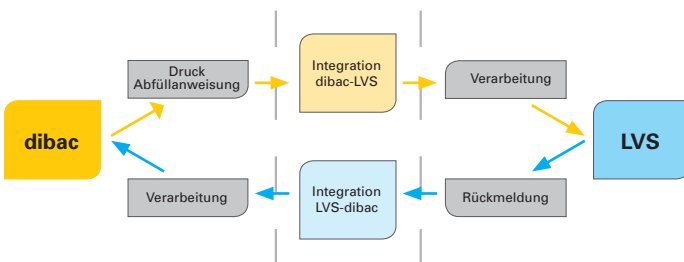 Druck
Abfüllanweisung
Integration
dibac-LVS
Verarbeitung
dibac
LVS
Verarbeitung
Integration
LVS-dibac
Rückmeldung